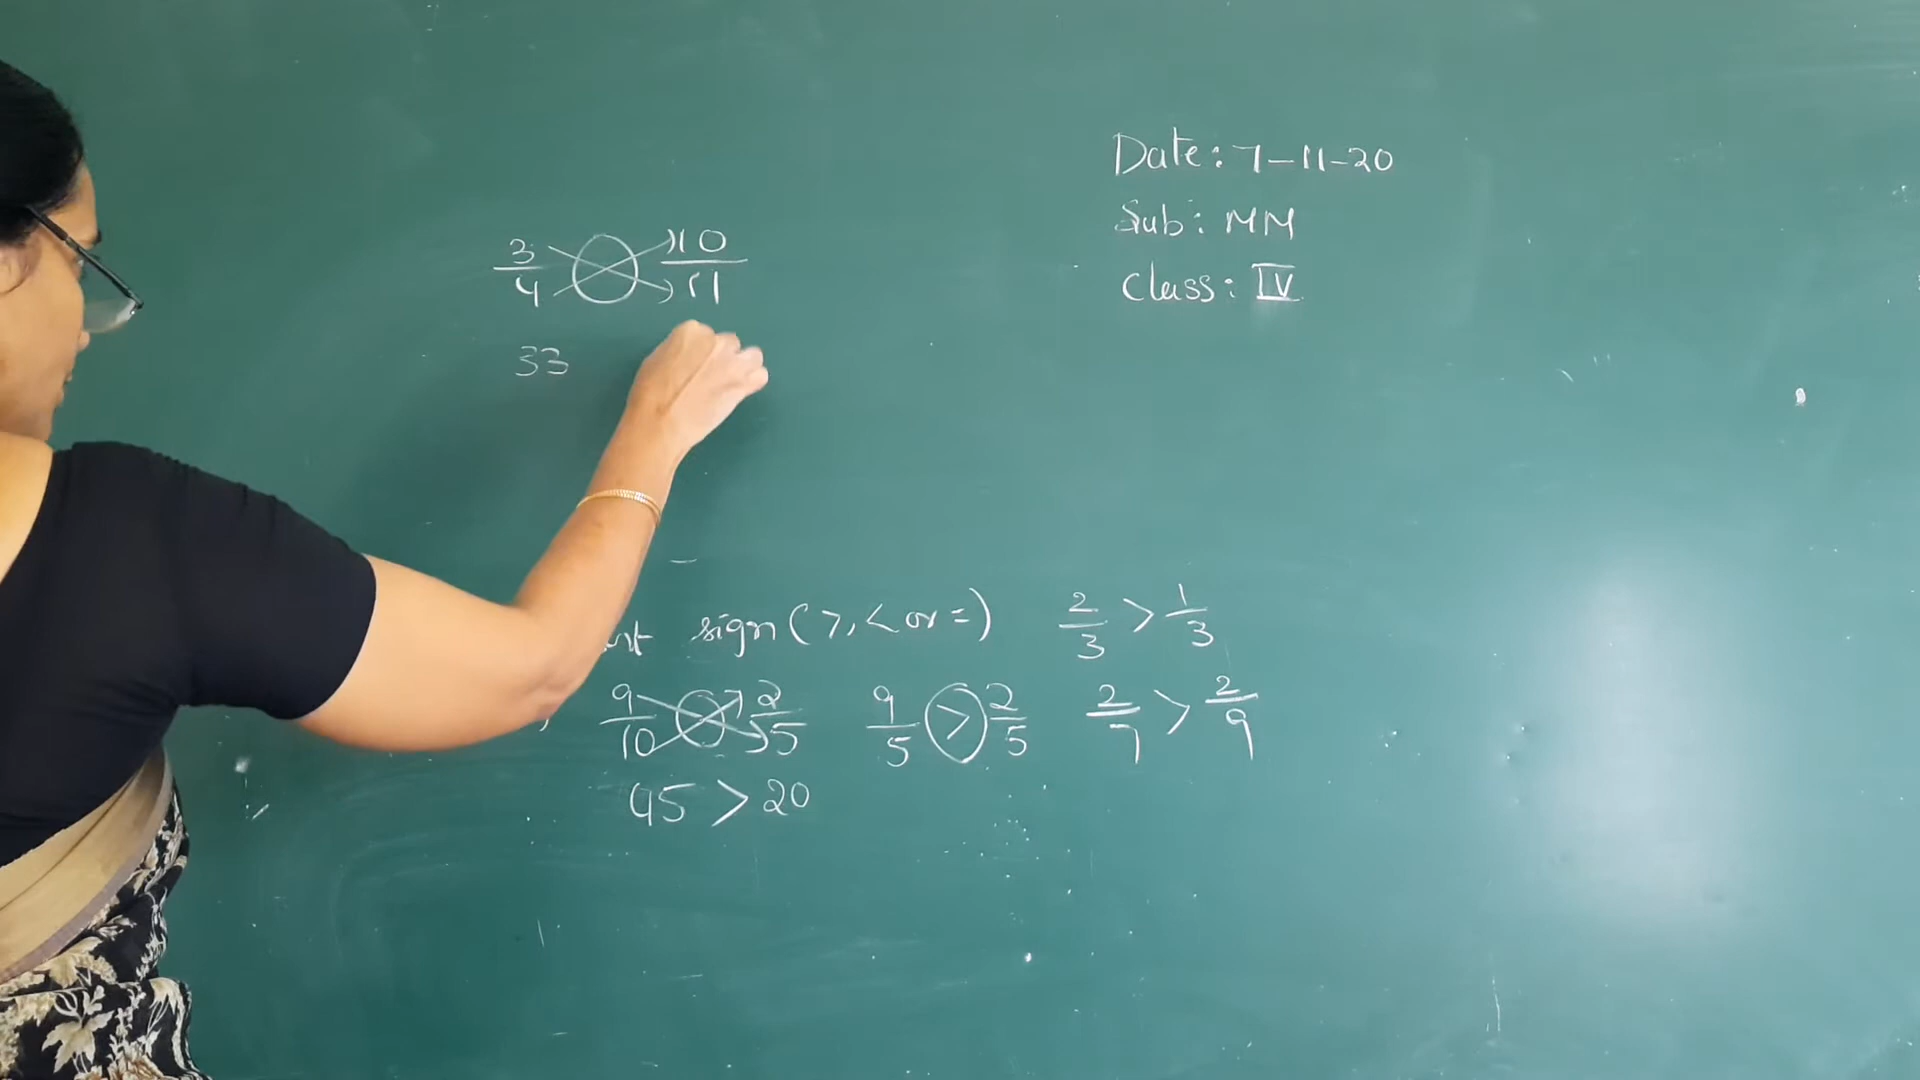 Date: 7-11-20
Sub: MM
Class: IV
3/4 10/11
33
sign (>, < or =) 2/3 > 1/3
9/10 2/5 9/5 > 2/5 2/7 > 2/9
45 > 20